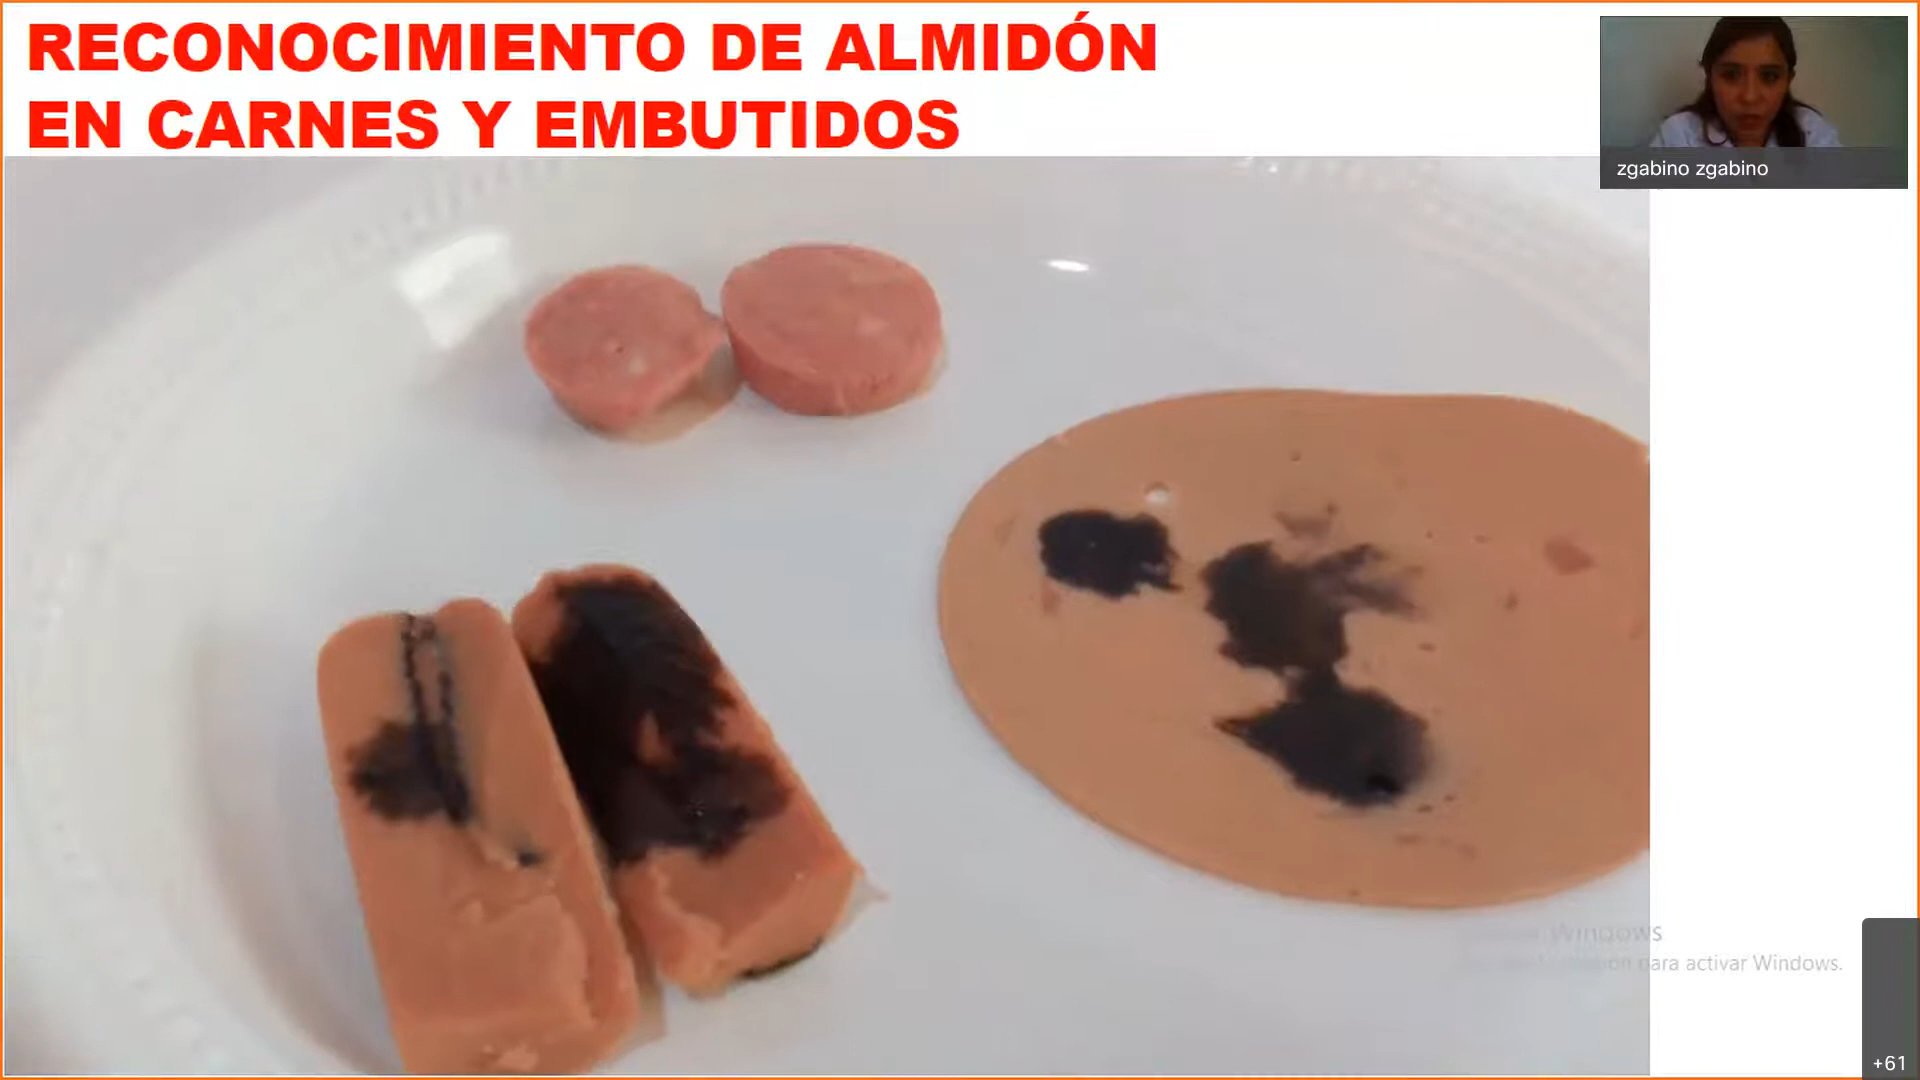 RECONOCIMIENTO DE ALMIDÓN
EN CARNES Y EMBUTIDOS
zgabino zgabino
Windows
para activar Windows.
+61